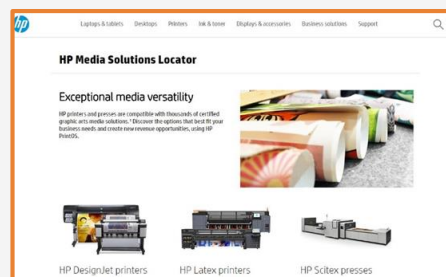 hp
Laptops & tablets Desktops Printers Ink & toner Displays & accessories Business solutions Support
HP Media Solutions Locator
Exceptional media versatility
HP printers and presses are compatible with thousands of certified
graphic arts media solutions.* Discover the options that best fit your
business needs and create new revenue opportunities, using HP
PrintOS.
HP DesignJet printers HP Latex printers HP Scitex presses